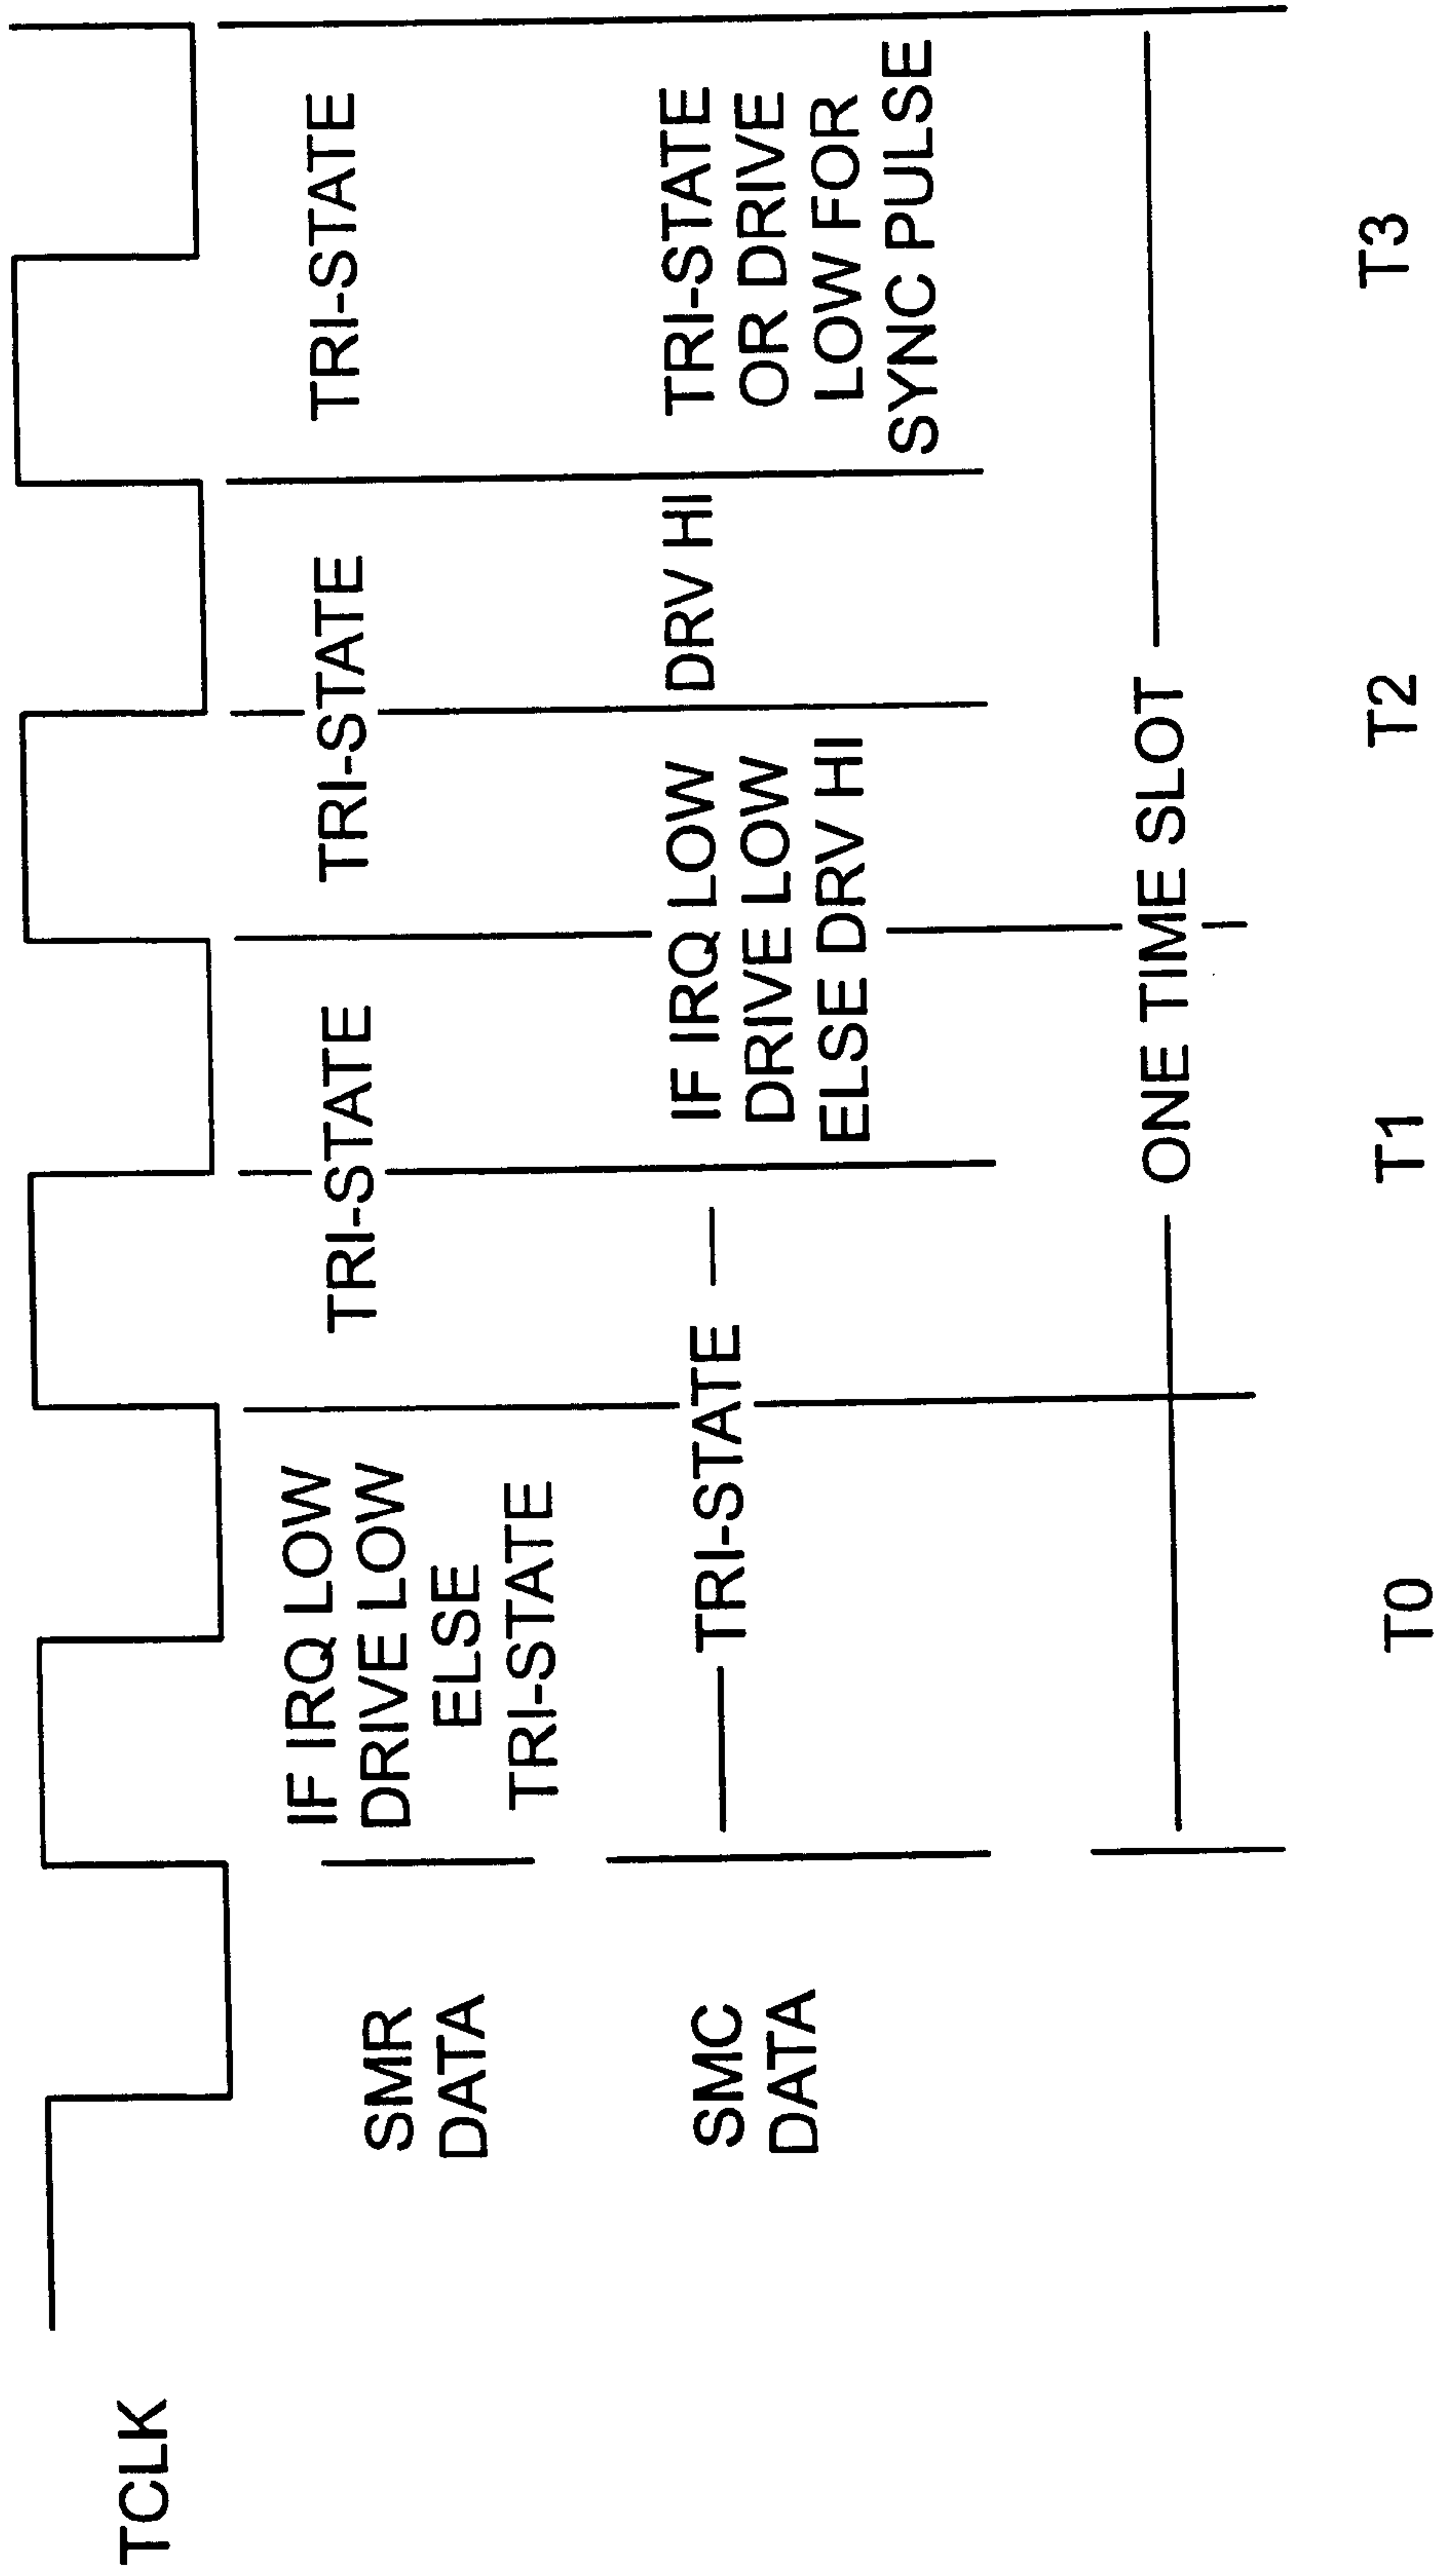 TCLK
SMR
DATA
IF IRQ LOW
DRIVE LOW
ELSE
TRI-STATE
TRI-STATE
TRI-STATE
TRI-STATE
SMC
DATA
TRI-STATE
IF IRQ LOW
DRIVE LOW
ELSE DRV HI
DRV HI
TRI-STATE
OR DRIVE
LOW FOR
SYNC PULSE
ONE TIME SLOT
T0
T1
T2
T3